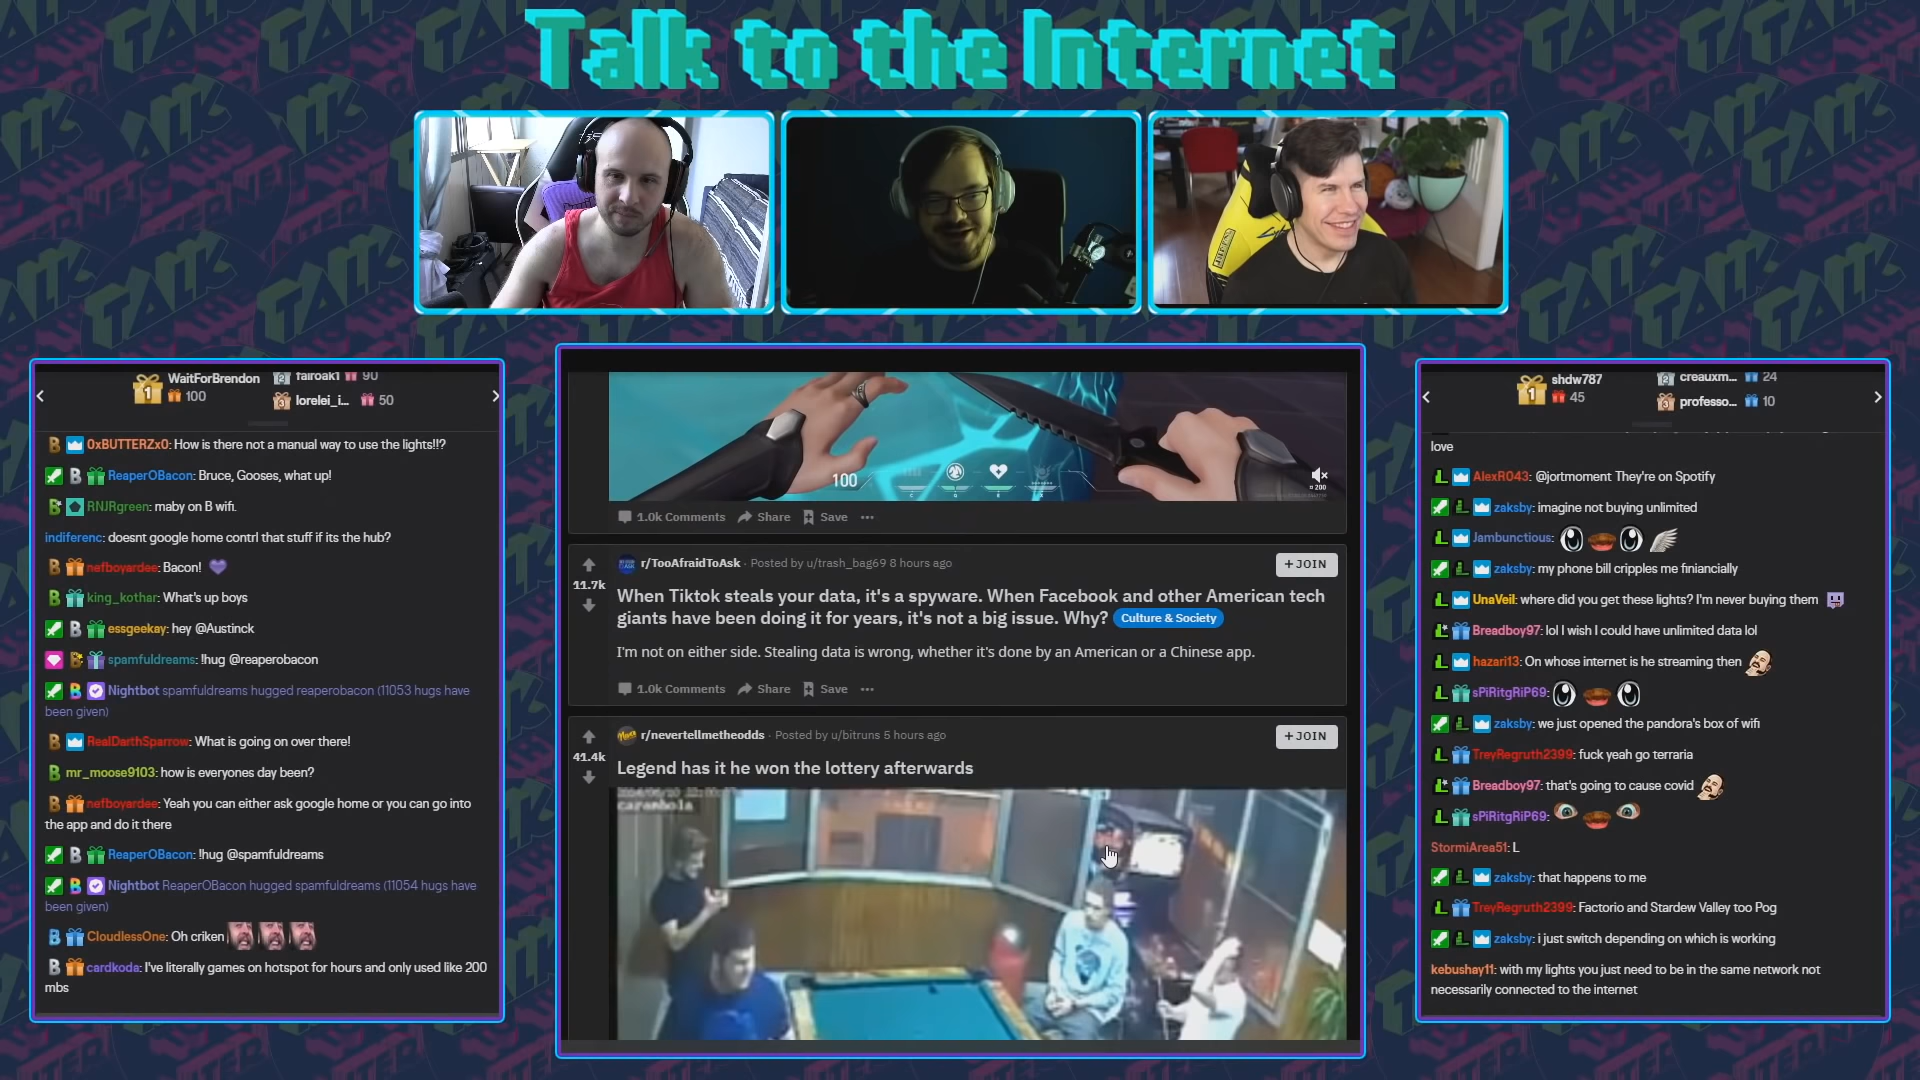 Talk to the Internet
WaitForBrendon
100
fairoak1 90
lorelei_i... 50
0xBUTTERZx0: How is there not a manual way to use the lights!!?
ReaperOBacon: Bruce, Gooses, what up!
RNJRgreen: maby on B wifi.
indiferenc: doesnt google home contrl that stuff if its the hub?
nefboyardee: Bacon!
king_kothar: What's up boys
essgeekay: hey @Austinck
spamfuldreams: !hug @reaperobacon
Nightbot spamfuldreams hugged reaperobacon (11053 hugs have
been given)
RealDarthSparrow: What is going on over there!
mr_moose9103: how is everyones day been?
nefboyardee: Yeah you can either ask google home or you can go into
the app and do it there
ReaperOBacon: !hug @spamfuldreams
Nightbot ReaperOBacon hugged spamfuldreams (11054 hugs have
been given)
CloudlessOne: Oh criken
cardkoda: I've literally games on hotspot for hours and only used like 200
mbs
100
200
1.0k Comments Share Save
11.7k
r/TooAfraidToAsk · Posted by u/trash_bag69 8 hours ago
+ JOIN
When Tiktok steals your data, it's a spyware. When Facebook and other American tech
giants have been doing it for years, it's not a big issue. Why? Culture & Society
I'm not on either side. Stealing data is wrong, whether it's done by an American or a Chinese app.
1.0k Comments Share Save
41.4k
r/nevertellmetheodds · Posted by u/bitruns 5 hours ago
+ JOIN
Legend has it he won the lottery afterwards
carambola
shdw787
45
creauxm... 24
professo... 10
love
AlexR043: @jortmoment They're on Spotify
zaksby: imagine not buying unlimited
Jambunctious:
zaksby: my phone bill cripples me finiancially
UnaVeil: where did you get these lights? I'm never buying them
Breadboy97: lol I wish I could have unlimited data lol
hazari13: On whose internet is he streaming then
sPiRitgRiP69:
zaksby: we just opened the pandora's box of wifi
TreyRegruth2399: fuck yeah go terraria
Breadboy97: that's going to cause covid
sPiRitgRiP69:
StormiArea51: L
zaksby: that happens to me
TreyRegruth2399: Factorio and Stardew Valley too Pog
zaksby: i just switch depending on which is working
kebushay11: with my lights you just need to be in the same network not
necessarily connected to the internet